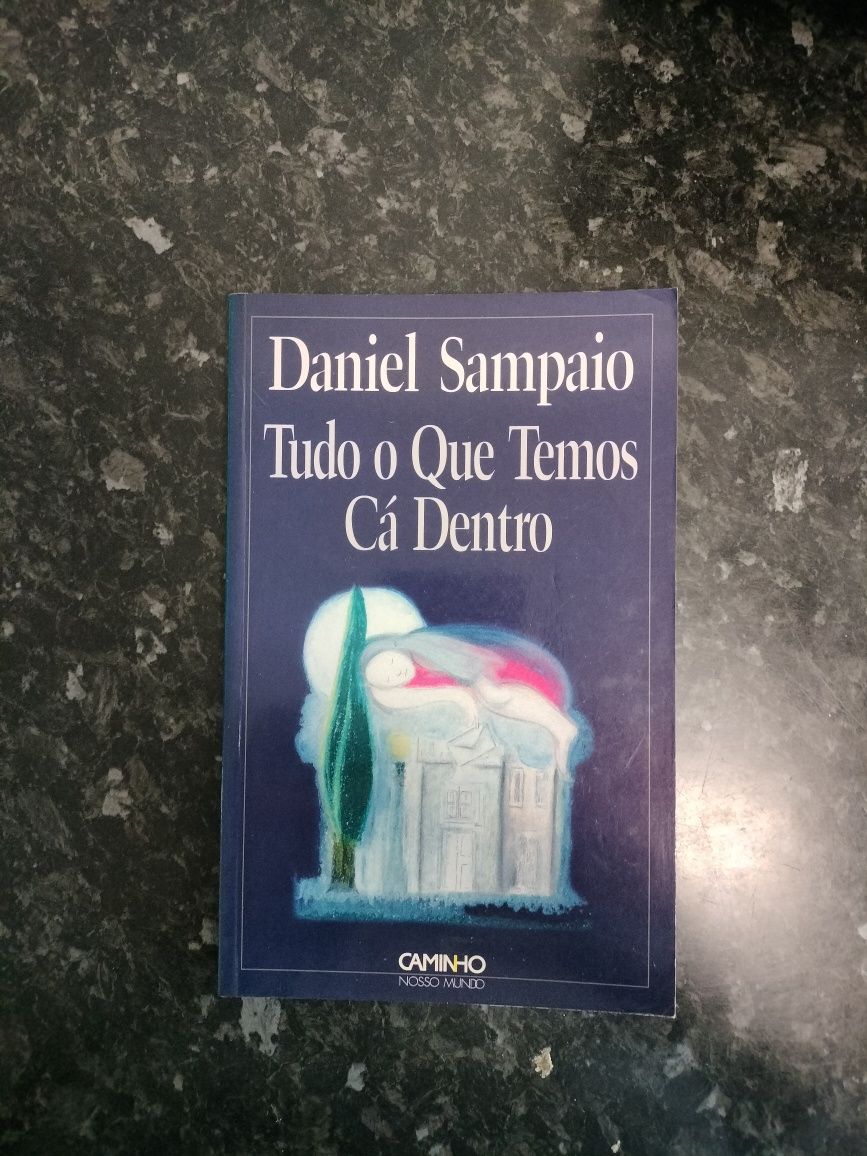 Daniel Sampaio
Tudo o Que Temos
Cá Dentro
CAMINHO
NOSSO MUNDO